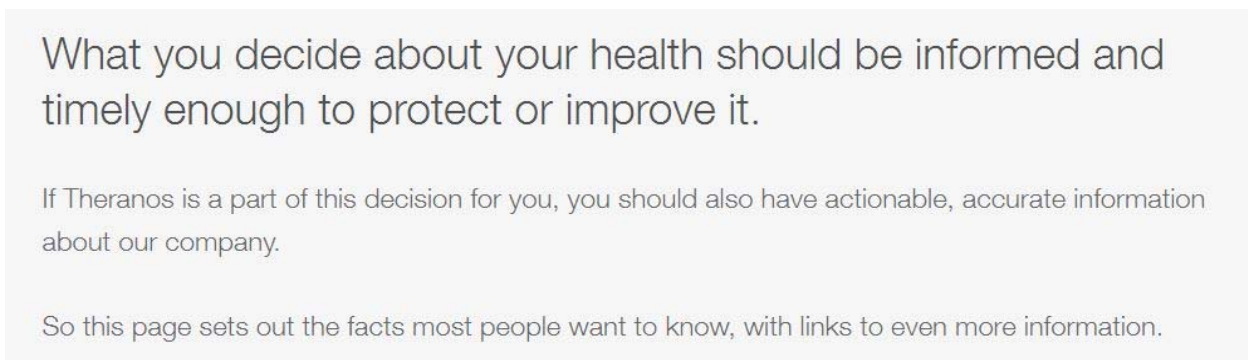 What you decide about your health should be informed and
timely enough to protect or improve it.
If Theranos is a part of this decision for you, you should also have actionable, accurate information
about our company.
So this page sets out the facts most people want to know, with links to even more information.